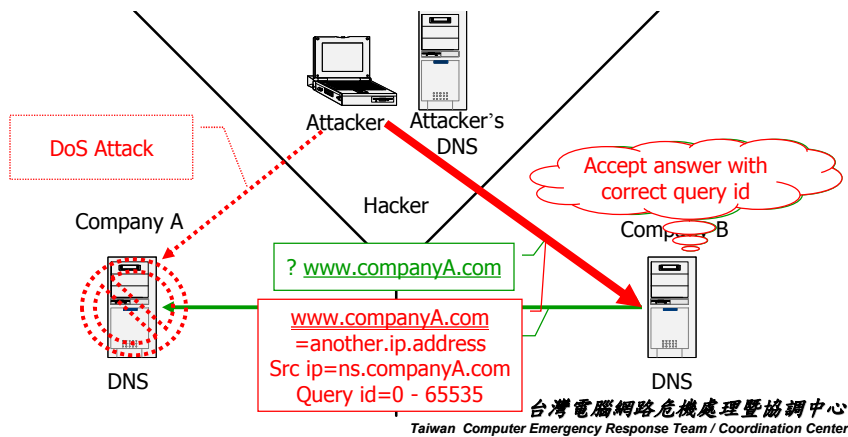 Attacker
Attacker's
DNS
DoS Attack
Accept answer with
correct query id
Hacker
Company A
Company B
? www.companyA.com
www.companyA.com
=another.ip.address
Src ip=ns.companyA.com
Query id=0 - 65535
DNS
DNS
台灣電腦網路危機處理暨協調中心
Taiwan Computer Emergency Response Team / Coordination Center